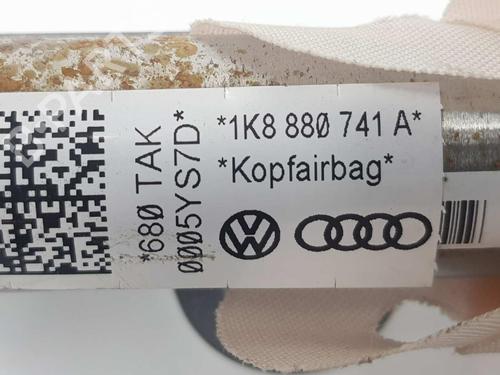 *1K8 880 741 A*
*Kopfairbag*
*680 TAK
0005YS7D*